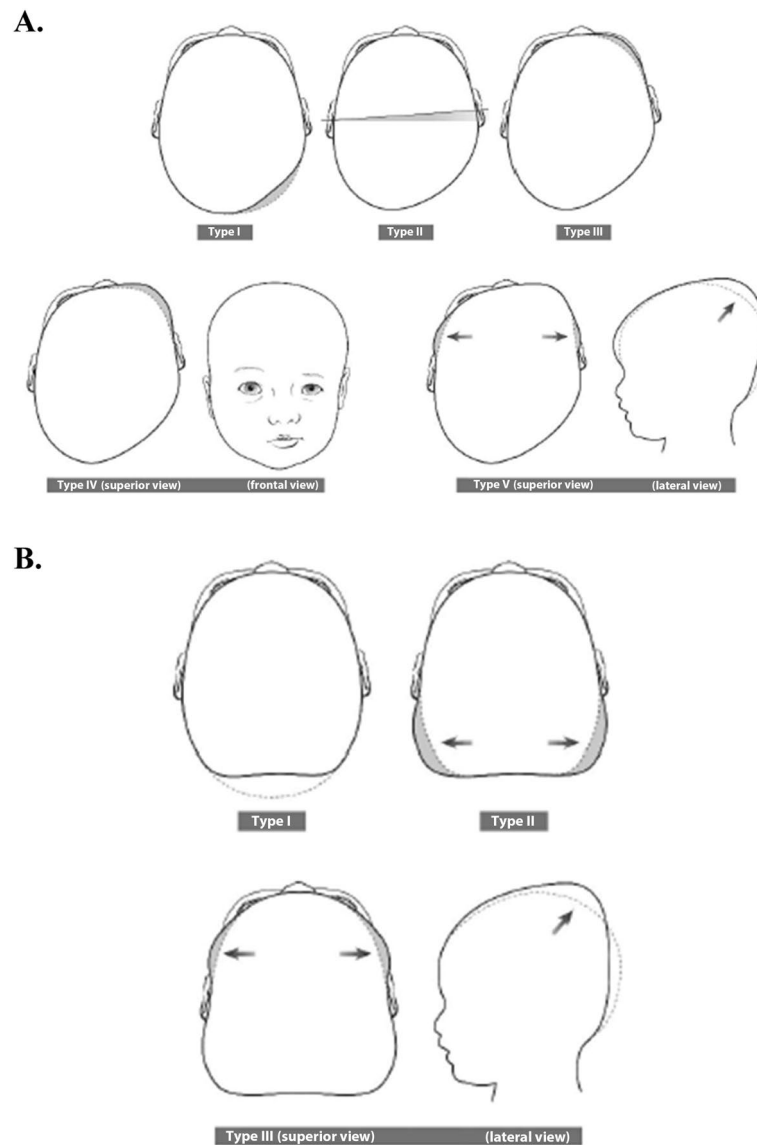 A.
Type I
Type II
Type III
Type IV (superior view) (frontal view)
Type V (superior view) (lateral view)
B.
Type I
Type II
Type III (superior view) (lateral view)